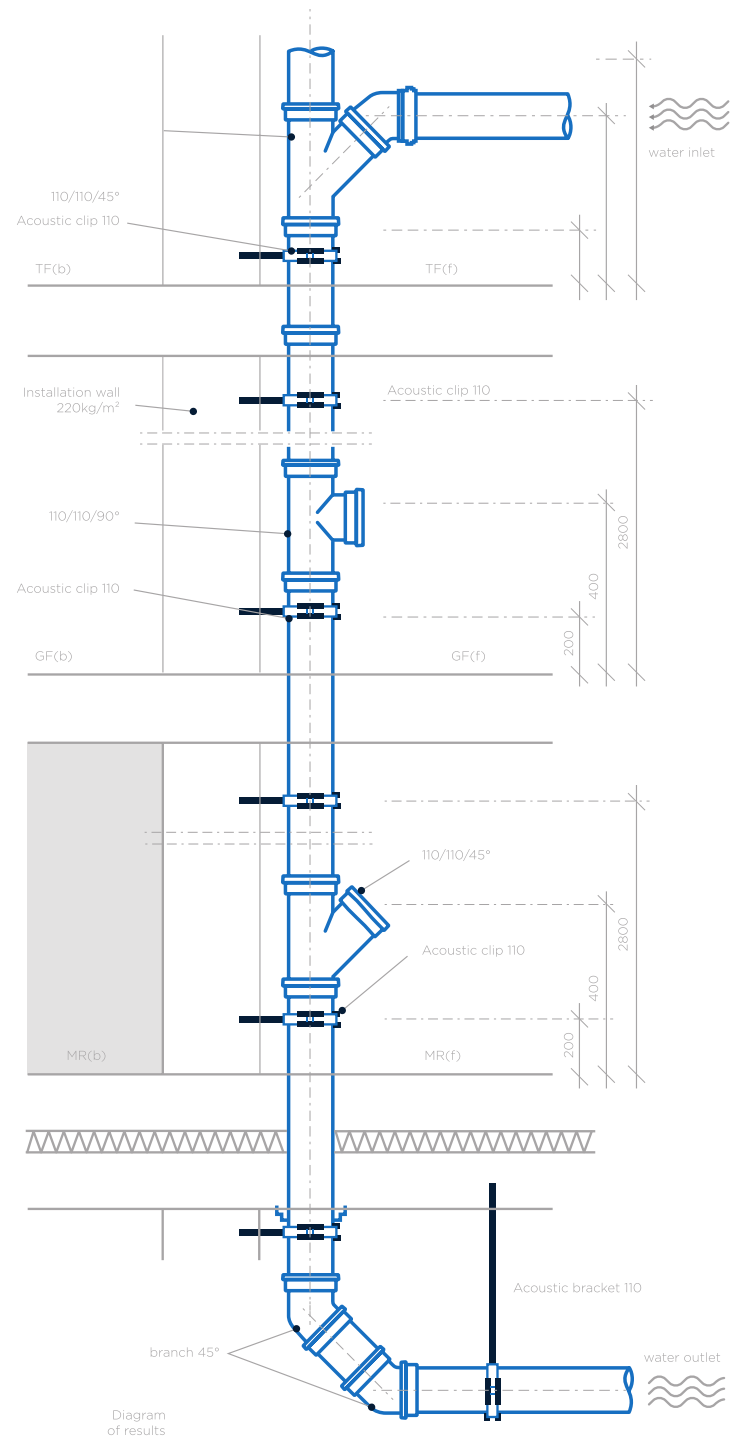 water inlet
110/110/45°
Acoustic clip 110
TF(b)
TF(f)
Installation wall
220kg/m²
Acoustic clip 110
110/110/90°
2800
400
200
Acoustic clip 110
GF(b)
GF(f)
110/110/45°
2800
Acoustic clip 110
400
200
MR(b)
MR(f)
Acoustic bracket 110
branch 45°
water outlet
Diagram
of results